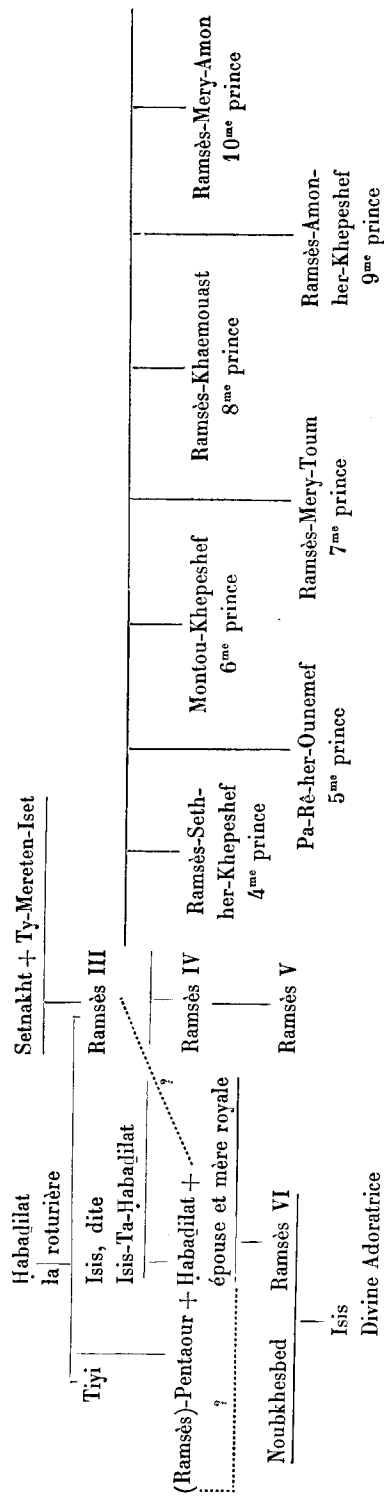 Setnakht + Ty-Mereten-Iset
Ḥabaḏilat
la roturière
Tiyi
Isis, dite
Isis-Ta-Ḥabaḏilat
Ramsès III
?
(Ramsès)-Pentaour + Ḥabaḏilat +
épouse et mère royale
?
Ramsès IV
Ramsès V
Noubkhesbed
Ramsès VI
Isis
Divine Adoratrice
Ramsès-Seth-
her-Khepeshef
4me prince
Pa-Rê-her-Ounemef
5me prince
Montou-Khepeshef
6me prince
Ramsès-Mery-Toum
7me prince
Ramsès-Khaemouast
8me prince
Ramsès-Amon-
her-Khepeshef
9me prince
Ramsès-Mery-Amon
10me prince